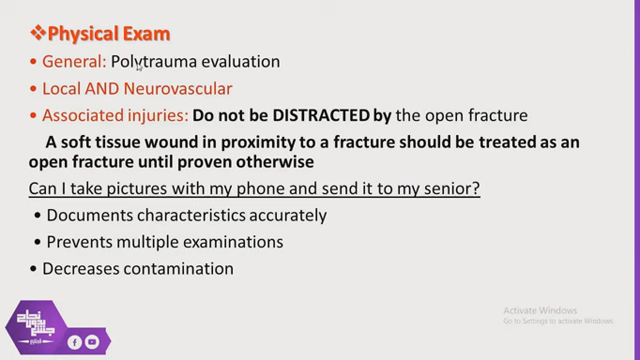 ❖Physical Exam
• General: Polytrauma evaluation
• Local AND Neurovascular
• Associated injuries: Do not be DISTRACTED by the open fracture
A soft tissue wound in proximity to a fracture should be treated as an
open fracture until proven otherwise
Can I take pictures with my phone and send it to my senior?
• Documents characteristics accurately
• Prevents multiple examinations
• Decreases contamination
Activate Windows
Go to Settings to activate Windows.